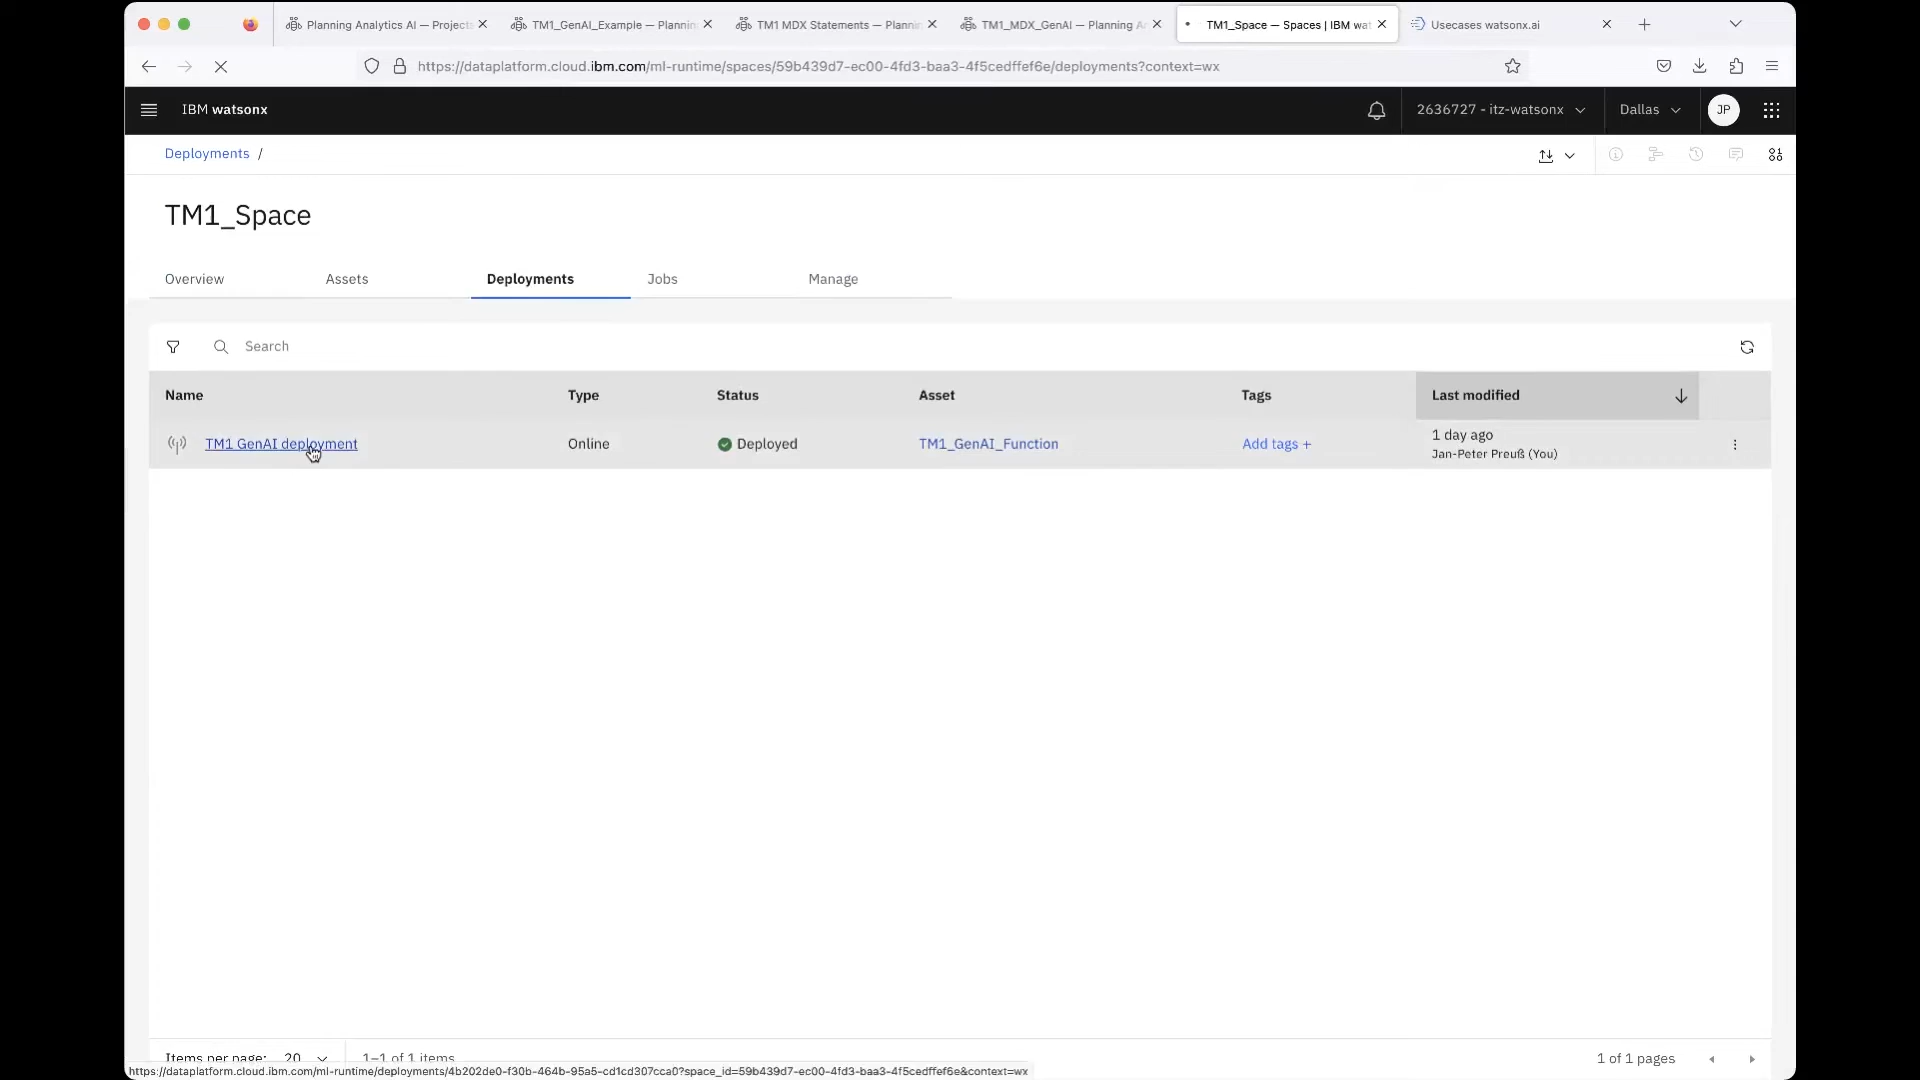 Planning Analytics AI — Projects
TM1_GenAI_Example — Planning
TM1 MDX Statements — Planning
TM1_MDX_GenAI — Planning A
TM1_Space — Spaces | IBM wat
Usecases watsonx.ai
https://dataplatform.cloud.ibm.com/ml-runtime/spaces/59b439d7-ec00-4fd3-baa3-4f5cedffef6e/deployments?context=wx
IBM watsonx
2636727 - itz-watsonx
Dallas
JP
Deployments /
TM1_Space
Overview
Assets
Deployments
Jobs
Manage
Search
Name
Type
Status
Asset
Tags
Last modified
TM1 GenAI deployment
Online
Deployed
TM1_GenAI_Function
Add tags +
1 day ago
Jan-Peter Preuß (You)
Items per page: 20
1–1 of 1 items
1 of 1 pages
https://dataplatform.cloud.ibm.com/ml-runtime/deployments/4b202de0-f30b-464b-95a5-cd1cd307cca0?space_id=59b439d7-ec00-4fd3-baa3-4f5cedffef6e&context=wx